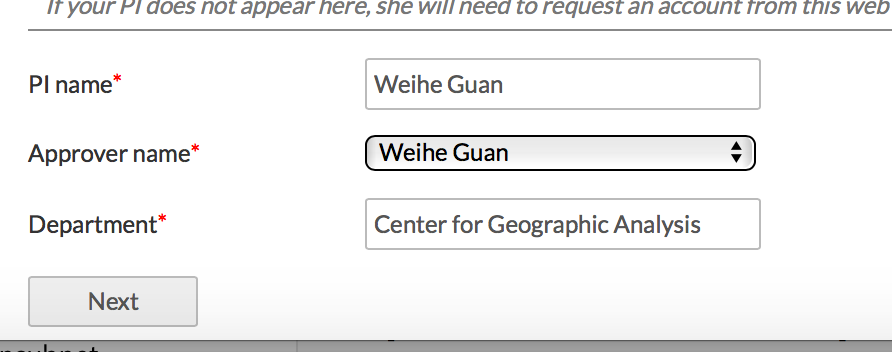 If your PI does not appear here, she will need to request an account from this web
PI name* Weihe Guan
Approver name* Weihe Guan
Department* Center for Geographic Analysis
Next